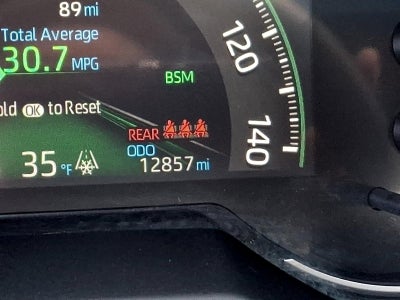 89 mi
Total Average
30.7 MPG
120
BSM
old OK to Reset
REAR
ODO
140
35 °F
12857 mi